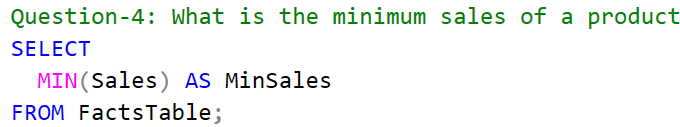 Question-4: What is the minimum sales of a product
SELECT
  MIN(Sales) AS MinSales
FROM FactsTable;